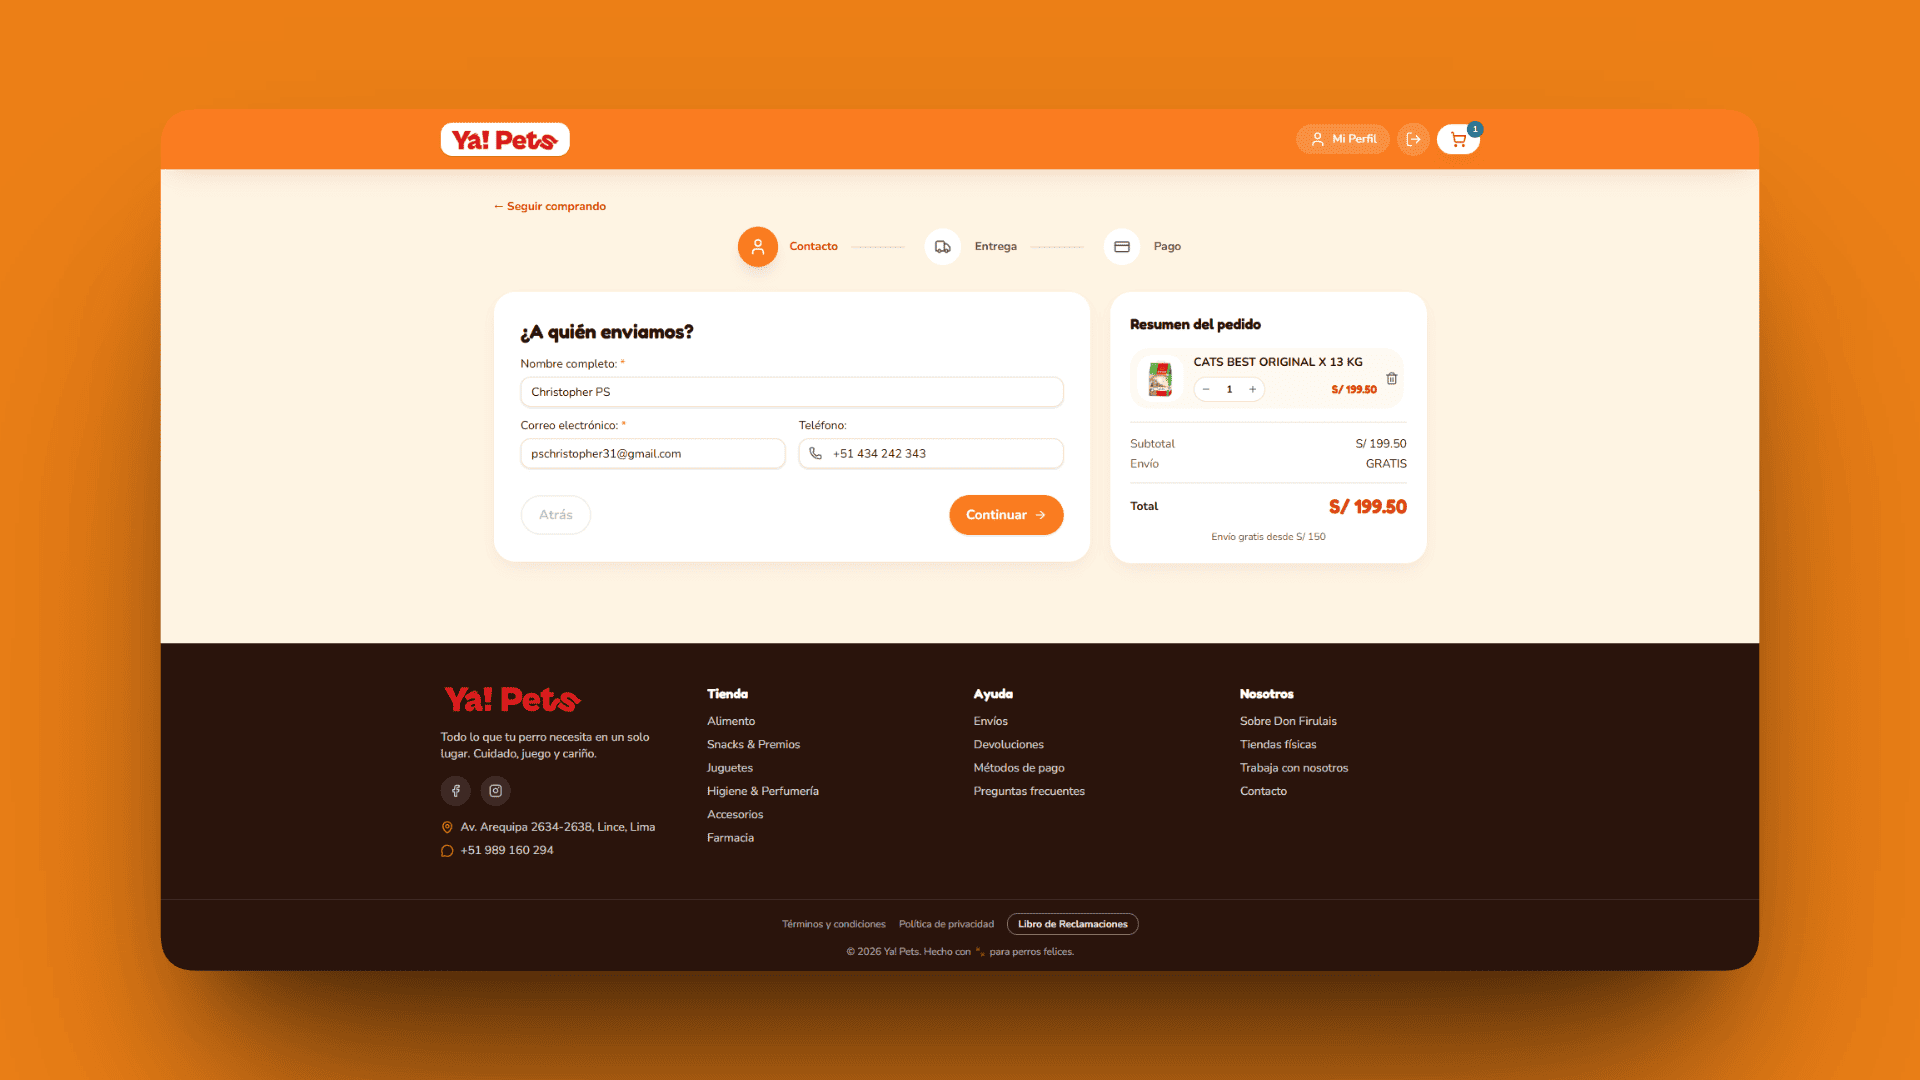 Ya! Pets
Mi Perfil
1
← Seguir comprando
Contacto
Entrega
Pago
¿A quién enviamos?
Nombre completo: *
Christopher PS
Correo electrónico: *
Teléfono:
pschristopher31@gmail.com
+51 434 242 343
Atrás
Continuar →
Resumen del pedido
CATS BEST ORIGINAL X 13 KG
− 1 +
S/ 199.50
Subtotal
S/ 199.50
Envío
GRATIS
Total
S/ 199.50
Envío gratis desde S/ 150
Ya! Pets
Todo lo que tu perro necesita en un solo
lugar. Cuidado, juego y cariño.
Av. Arequipa 2634-2638, Lince, Lima
+51 989 160 294
Tienda
Alimento
Snacks & Premios
Juguetes
Higiene & Perfumería
Accesorios
Farmacia
Ayuda
Envíos
Devoluciones
Métodos de pago
Preguntas frecuentes
Nosotros
Sobre Don Firulais
Tiendas físicas
Trabaja con nosotros
Contacto
Términos y condiciones
Política de privacidad
Libro de Reclamaciones
© 2026 Ya! Pets. Hecho con 🐾 para perros felices.